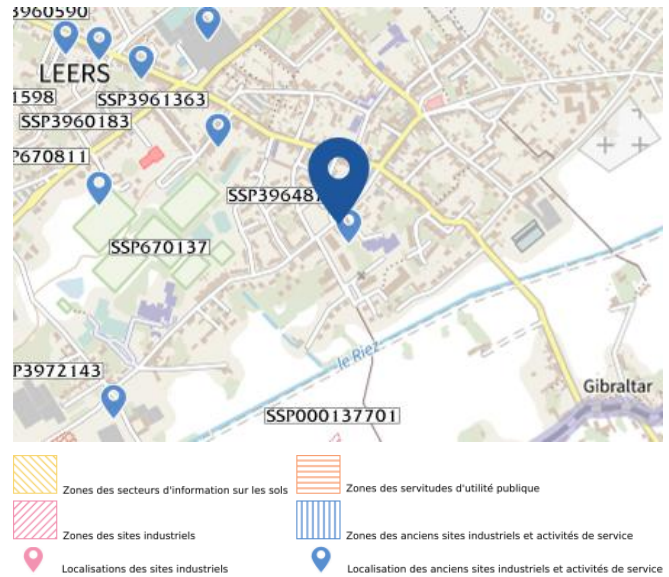 3960590
LEERS
1598
SSP3961363
SSP3960183
P670811
SSP396487
SSP670137
le Riez
P3972143
Gibraltar
SSP000137701
Zones des secteurs d'information sur les sols
Zones des servitudes d'utilité publique
Zones des sites industriels
Zones des anciens sites industriels et activités de service
Localisations des sites industriels
Localisation des anciens sites industriels et activités de service